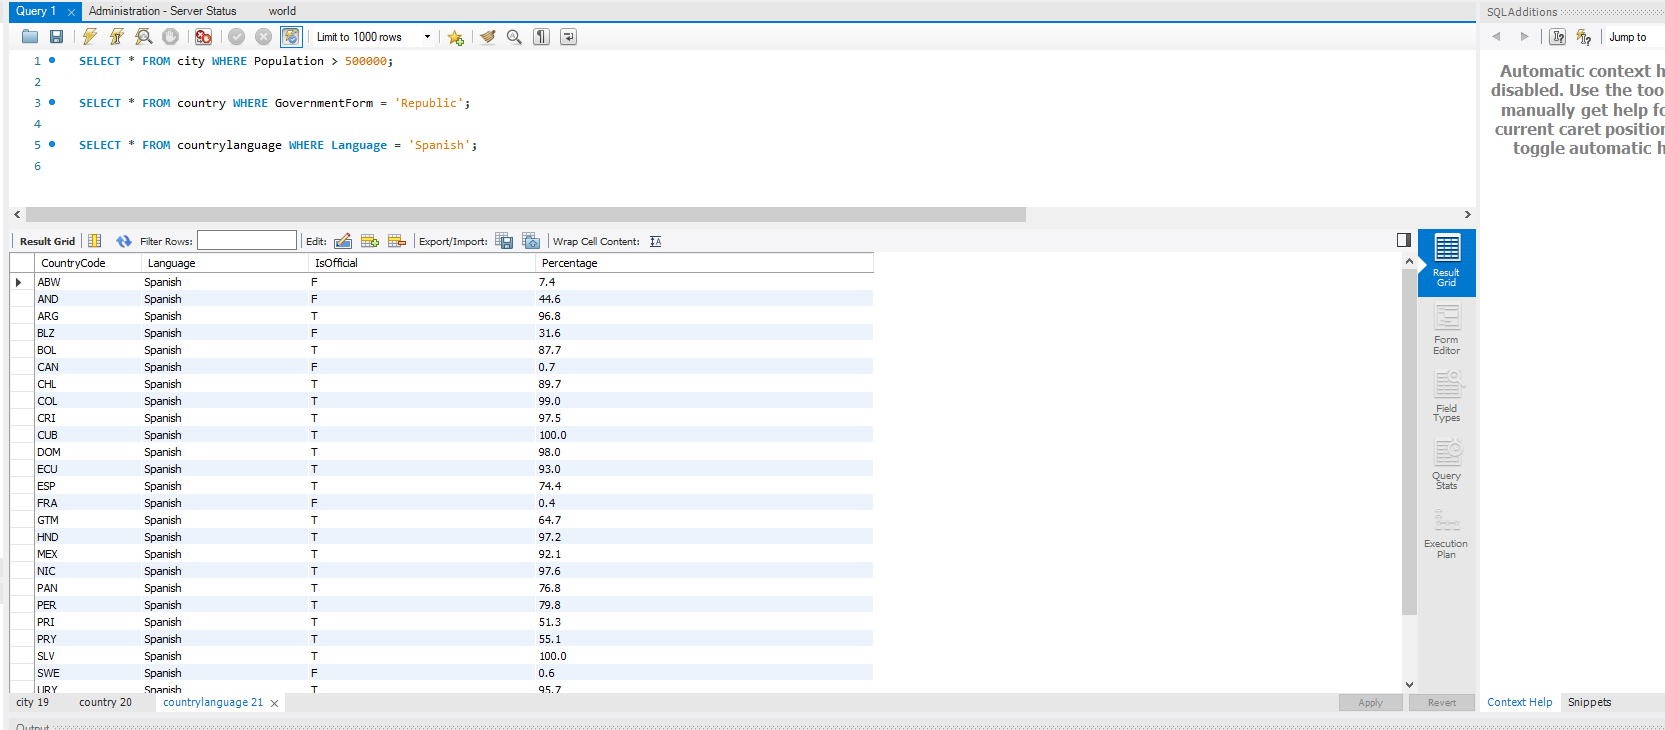 Query 1 Administration - Server Status world
SQLAdditions
Limit to 1000 rows
Jump to
1 SELECT * FROM city WHERE Population > 500000;
2
3 SELECT * FROM country WHERE GovernmentForm = 'Republic';
4
5 SELECT * FROM countrylanguage WHERE Language = 'Spanish';
6
Automatic context h
disabled. Use the too
manually get help fo
current caret position
toggle automatic h
Result Grid Filter Rows: Edit: Export/Import: Wrap Cell Content:
CountryCode Language IsOfficial Percentage
ABW Spanish F 7.4
AND Spanish F 44.6
ARG Spanish T 96.8
BLZ Spanish F 31.6
BOL Spanish T 87.7
CAN Spanish F 0.7
CHL Spanish T 89.7
COL Spanish T 99.0
CRI Spanish T 97.5
CUB Spanish T 100.0
DOM Spanish T 98.0
ECU Spanish T 93.0
ESP Spanish T 74.4
FRA Spanish F 0.4
GTM Spanish T 64.7
HND Spanish T 97.2
MEX Spanish T 92.1
NIC Spanish T 97.6
PAN Spanish T 76.8
PER Spanish T 79.8
PRI Spanish T 51.3
PRY Spanish T 55.1
SLV Spanish T 100.0
SWE Spanish F 0.6
URY Spanish T 95.7
Result
Grid
Form
Editor
Field
Types
Query
Stats
Execution
Plan
city 19 country 20 countrylanguage 21
Apply Revert
Context Help Snippets
Output